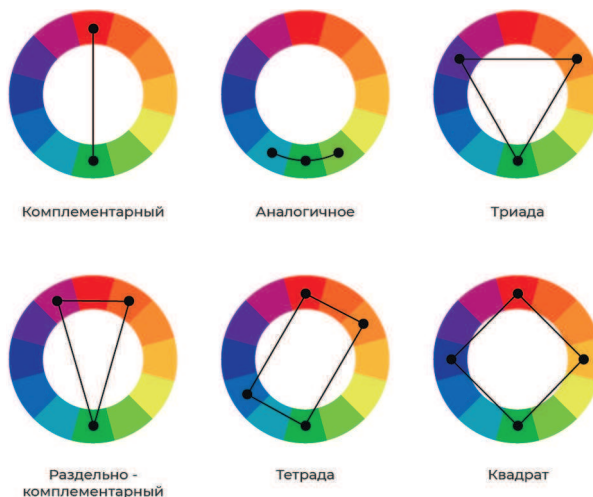 Комплементарный
Аналогичное
Триада
Раздельно -
комплементарный
Тетрада
Квадрат